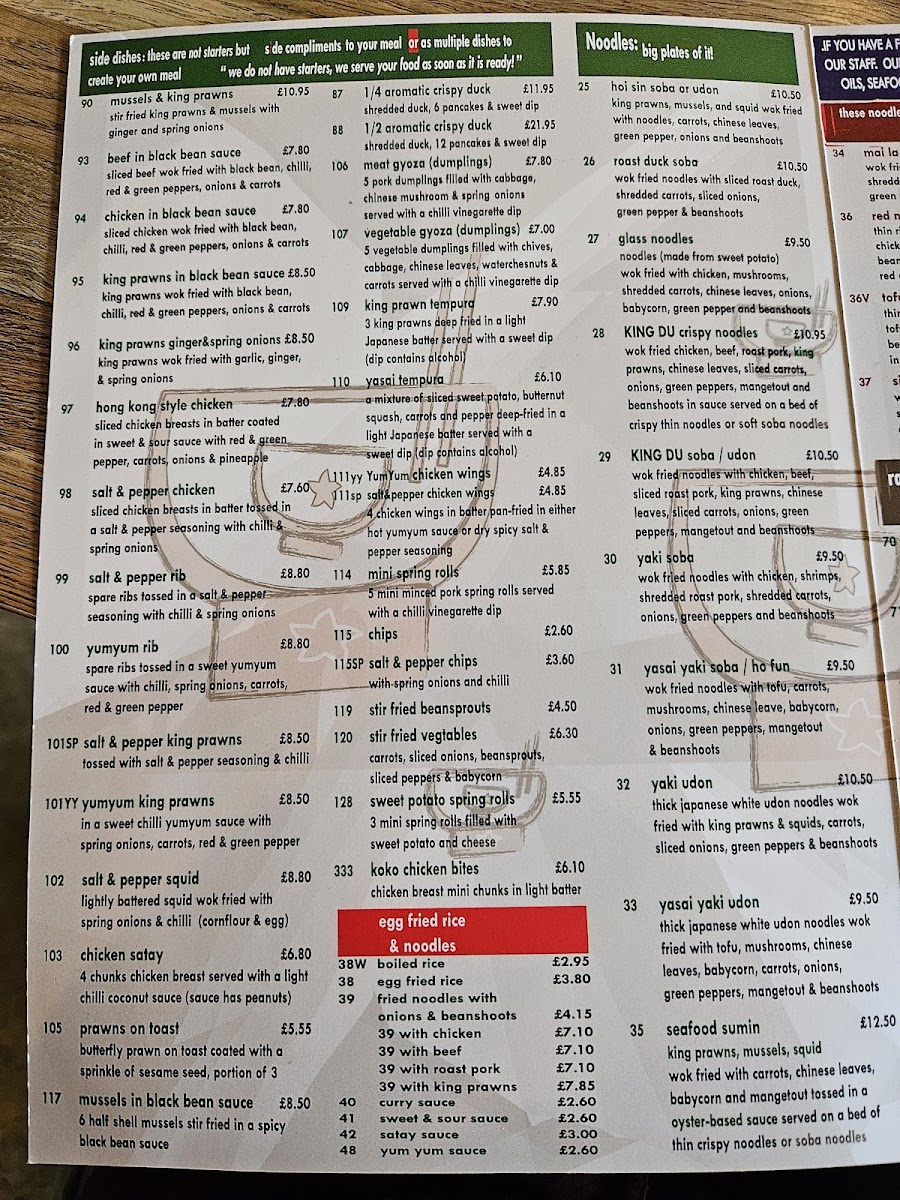 side dishes: these are not starters but side compliments to your meal or as multiple dishes to
create your own meal " we do not have starters, we serve your food as soon as it is ready! "
90 mussels & king prawns £10.95
stir fried king prawns & mussels with
ginger and spring onions
93 beef in black bean sauce £7.80
sliced beef wok fried with black bean, chilli,
red & green peppers, onions & carrots
94 chicken in black bean sauce £7.80
sliced chicken wok fried with black bean,
chilli, red & green peppers, onions & carrots
95 king prawns in black bean sauce £8.50
king prawns wok fried with black bean,
chilli, red & green peppers, onions & carrots
96 king prawns ginger&spring onions £8.50
king prawns wok fried with garlic, ginger,
& spring onions
97 hong kong style chicken £7.80
sliced chicken breasts in batter coated
in sweet & sour sauce with red & green
pepper, carrots, onions & pineapple
98 salt & pepper chicken £7.60
sliced chicken breasts in batter tossed in
a salt & pepper seasoning with chilli &
spring onions
99 salt & pepper rib £8.80
spare ribs tossed in a salt & pepper
seasoning with chilli & spring onions
100 yumyum rib £8.80
spare ribs tossed in a sweet yumyum
sauce with chilli, spring onions, carrots,
red & green pepper
101SP salt & pepper king prawns £8.50
tossed with salt & pepper seasoning & chilli
101YY yumyum king prawns £8.50
in a sweet chilli yumyum sauce with
spring onions, carrots, red & green pepper
102 salt & pepper squid £8.80
lightly battered squid wok fried with
spring onions & chilli (cornflour & egg)
103 chicken satay £6.80
4 chunks chicken breast served with a light
chilli coconut sauce (sauce has peanuts)
105 prawns on toast £5,55
butterfly prawn on toast coated with a
sprinkle of sesame seed, portion of 3
117 mussels in black bean sauce £8.50
6 half shell mussels stir fried in a spicy
black bean sauce
87 1/4 aromatic crispy duck £11.95
shredded duck, 6 pancakes & sweet dip
88 1/2 aromatic crispy duck £21.95
shredded duck, 12 pancakes & sweet dip
106 meat gyoza (dumplings) £7.80
5 pork dumplings filled with cabbage,
chinese mushroom & spring onions
served with a chilli vinegarette dip
107 vegetable gyoza (dumplings) £7.00
5 vegetable dumplings filled with chives,
cabbage, chinese leaves, waterchesnuts &
carrots served with a chilli vinegarette dip
109 king prawn tempura £7.90
3 king prawns deep fried in a light
Japanese batter served with a sweet dip
(dip contains alcohol)
110 yasai tempura £6.10
a mixture of sliced sweet potato, butternut
squash, carrots and pepper deep-fried in a
light Japanese batter served with a
sweet dip (dip contains alcohol)
111yy YumYum chicken wings £4.85
111sp salt&pepper chicken wings £4.85
4 chicken wings in batter pan-fried in either
hot yumyum sauce or dry spicy salt &
pepper seasoning
114 mini spring rolls £5.85
5 mini minced pork spring rolls served
with a chilli vinegarette dip
115 chips £2.60
115SP salt & pepper chips £3.60
with spring onions and chilli
119 stir fried beansprouts £4.50
120 stir fried vegtables £6.30
carrots, sliced onions, beansprouts,
sliced peppers & babycorn
128 sweet potato spring rolls £5.55
3 mini spring rolls filled with
sweet potato and cheese
333 koko chicken bites £6.10
chicken breast mini chunks in light batter
egg fried rice
& noodles
38W boiled rice £2.95
38 egg fried rice £3.80
39 fried noodles with
onions & beanshoots £4.15
39 with chicken £7.10
39 with beef £7.10
39 with roast pork £7.10
39 with king prawns £7.85
40 curry sauce £2.60
41 sweet & sour sauce £2.60
42 satay sauce £3.00
48 yum yum sauce £2.60
Noodles: big plates of it!
25 hoi sin soba or udon £10.50
king prawns, mussels, and squid wok fried
with noodles, carrots, chinese leaves,
green pepper, onions and beanshoots
26 roast duck soba £10.50
wok fried noodles with sliced roast duck,
shredded carrots, sliced onions,
green pepper & beanshoots
27 glass noodles £9.50
noodles (made from sweet potato)
wok fried with chicken, mushrooms,
shredded carrots, chinese leaves, onions,
babycorn, green pepper and beanshoots
28 KING DU crispy noodles £10.95
wok fried chicken, beef, roast pork, king
prawns, chinese leaves, sliced carrots,
onions, green peppers, mangetout and
beanshoots in sauce served on a bed of
crispy thin noodles or soft soba noodles
29 KING DU soba / udon £10.50
wok fried noodles with chicken, beef,
sliced roast pork, king prawns, chinese
leaves, sliced carrots, onions, green
peppers, mangetout and beanshoots
30 yaki soba £9.50
wok fried noodles with chicken, shrimps,
shredded roast pork, shredded carrots,
onions, green peppers and beanshoots
31 yasai yaki soba / ho fun £9.50
wok fried noodles with tofu, carrots,
mushrooms, chinese leave, babycorn,
onions, green peppers, mangetout
& beanshoots
32 yaki udon £10.50
thick japanese white udon noodles wok
fried with king prawns & squids, carrots,
sliced onions, green peppers & beanshoots
33 yasai yaki udon £9.50
thick japanese white udon noodles wok
fried with tofu, mushrooms, chinese
leaves, babycorn, carrots, onions,
green peppers, mangetout & beanshoots
35 seafood sumin £12.50
king prawns, mussels, squid
wok fried with carrots, chinese leaves,
babycorn and mangetout tossed in a
oyster-based sauce served on a bed of
thin crispy noodles or soba noodles
IF YOU HAVE A F
OUR STAFF. OU
OILS, SEAFO
these noodle
34 mai la
wok fri
shredd
green
36 red n
thin r
chick
bean
red
36V tofu
thin
tof
be
in
37 si
70